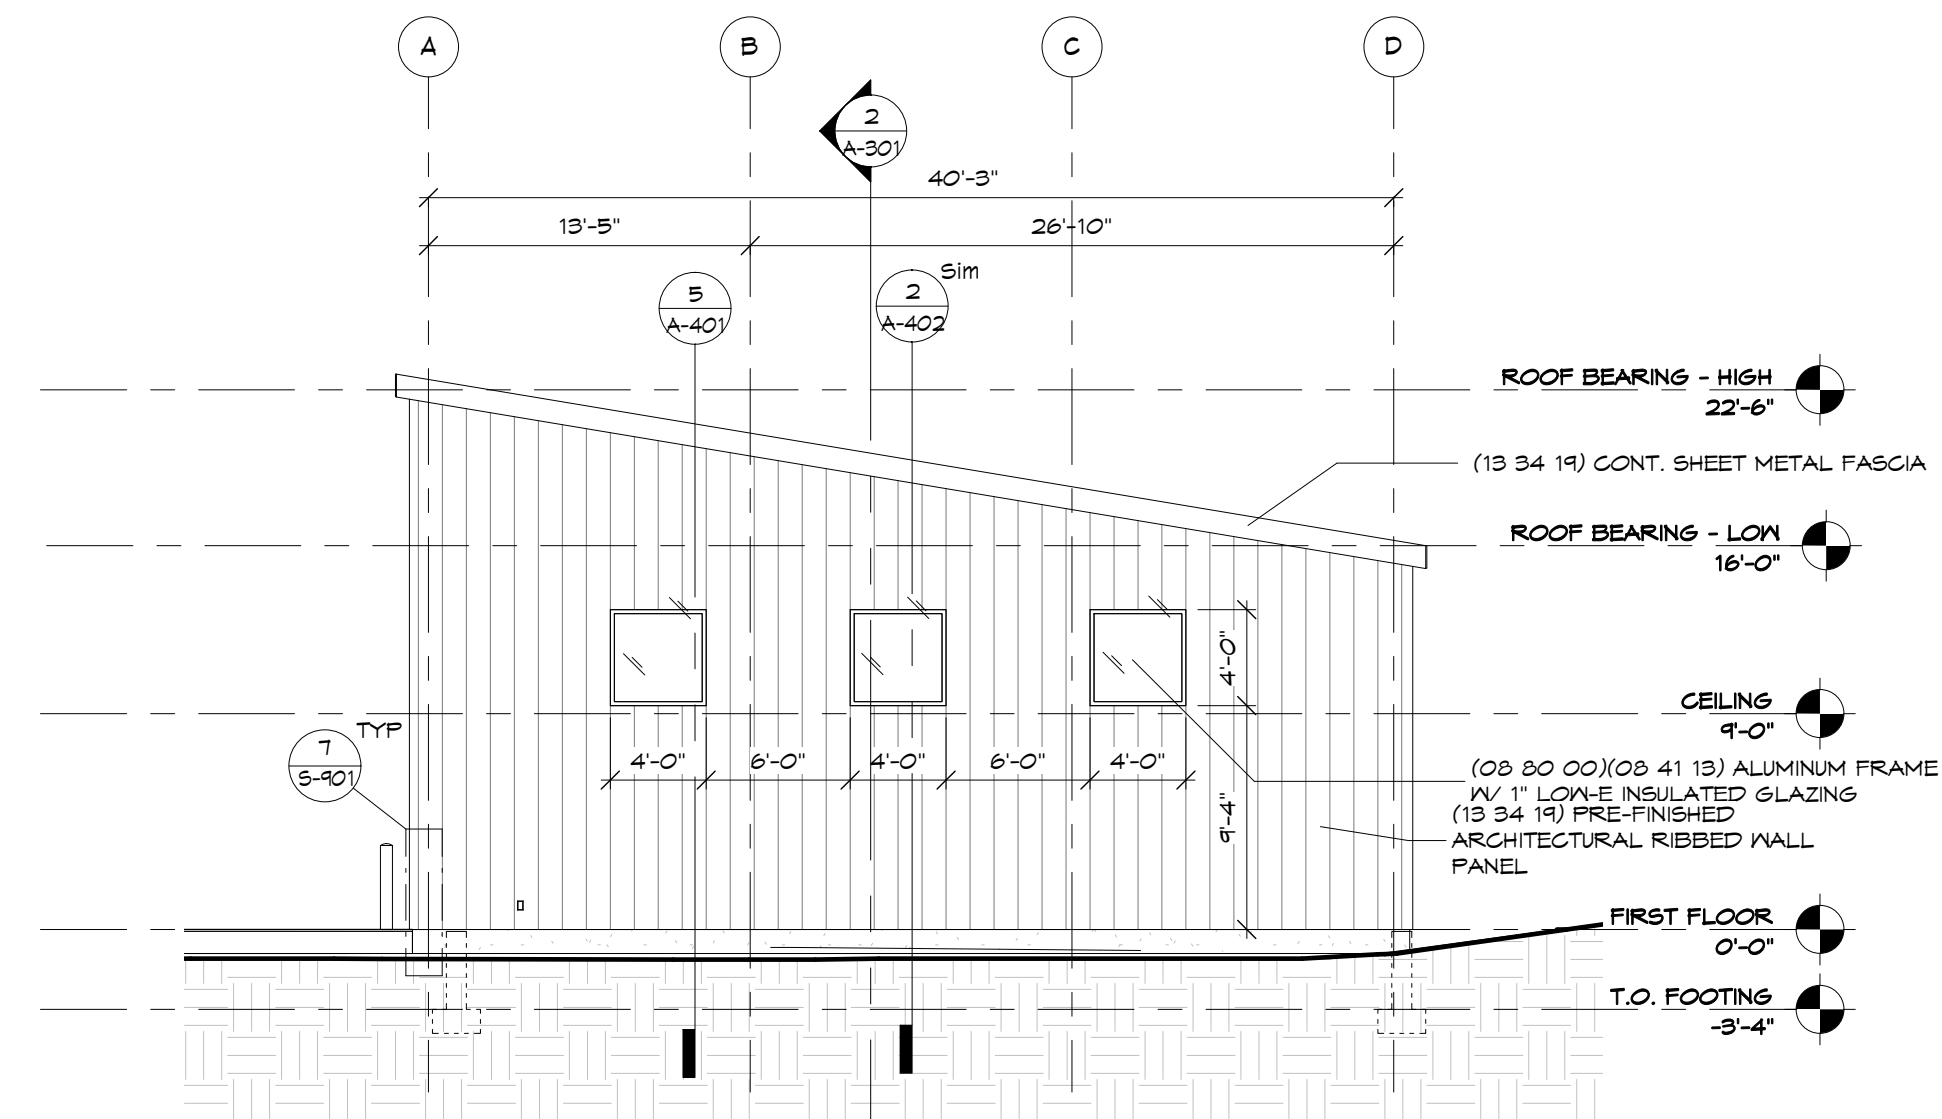 A
B
C
D
2
A-301
40'-3"
13'-5"
26'-10"
5
A-401
2
A-402
Sim
ROOF BEARING - HIGH
22'-6"
(13 34 19) CONT. SHEET METAL FASCIA
ROOF BEARING - LOW
16'-0"
4'-0"
CEILING
9'-0"
7
S-901
TYP
4'-0"
6'-0"
4'-0"
6'-0"
4'-0"
(08 80 00)(08 41 13) ALUMINUM FRAME
W/ 1" LOW-E INSULATED GLAZING
9'-4"
(13 34 19) PRE-FINISHED
ARCHITECTURAL RIBBED WALL
PANEL
FIRST FLOOR
0'-0"
T.O. FOOTING
-3'-4"